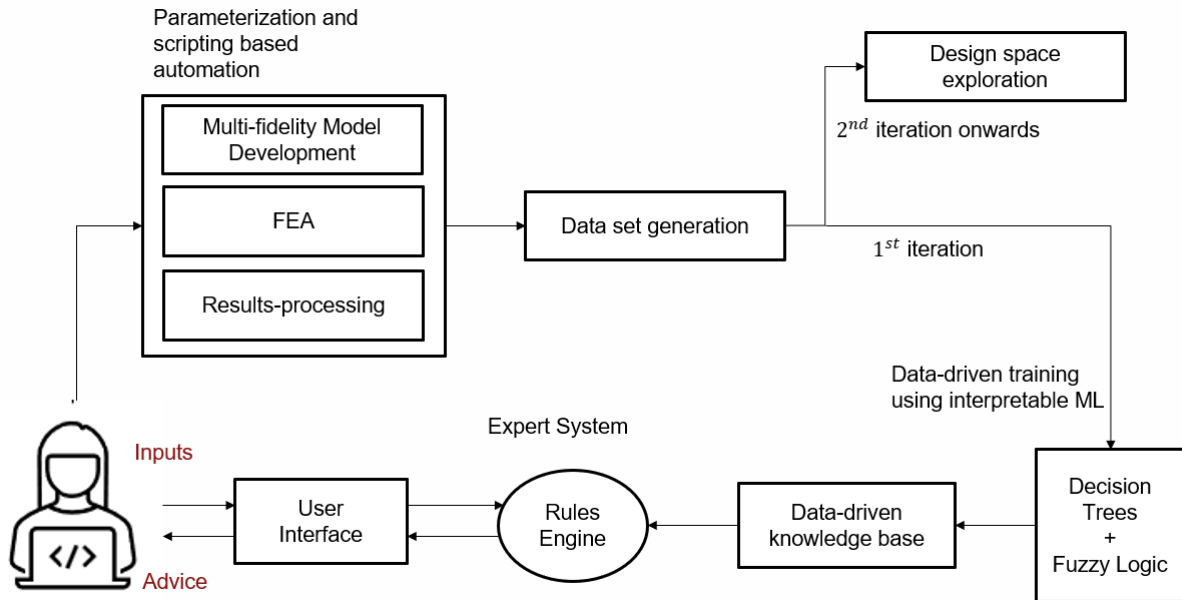 Parameterization and
scripting based
automation
Multi-fidelity Model
Development
FEA
Results-processing
Data set generation
Design space
exploration
2nd iteration onwards
1st iteration
Data-driven training
using interpretable ML
Decision
Trees
+
Fuzzy Logic
Data-driven
knowledge base
Expert System
Rules
Engine
User
Interface
Inputs
</>
Advice